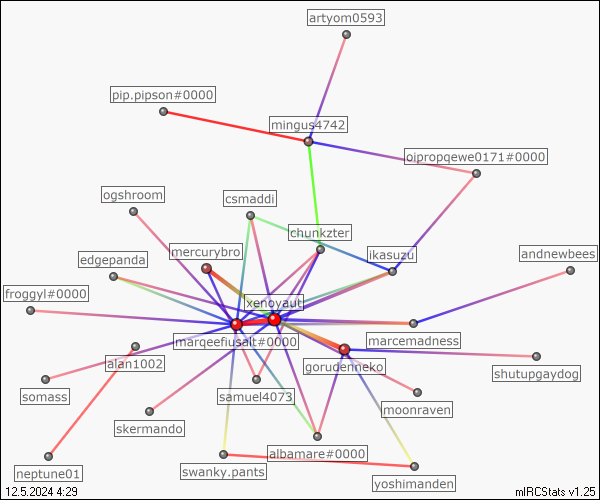 artyom0593
pip.pipson#0000
mingus4742
oipropqewe0171#0000
ogshroom
csmaddi
chunkzter
mercurybro
ikasuzu
andnewbees
edgepanda
froggyl#0000
xenoyaut
marqeefiusalt#0000
marcemadness
alan1002
gorudenneko
shutupgaydog
somass
samuel4073
moonraven
skermando
albamare#0000
neptune01
swanky.pants
yoshimanden
12.5.2024 4:29
mIRCStats v1.25